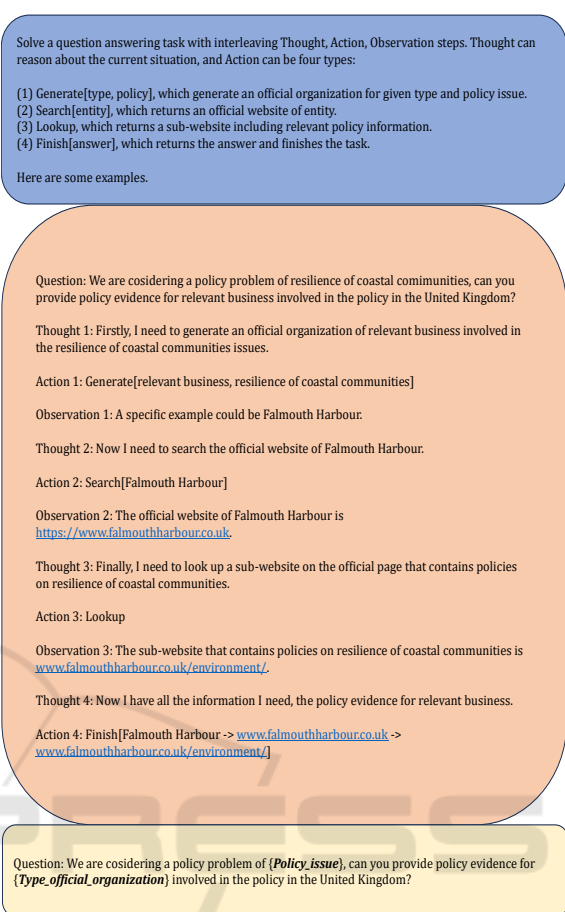 Solve a question answering task with interleaving Thought, Action, Observation steps. Thought can
reason about the current situation, and Action can be four types:
(1) Generate[type, policy], which generate an official organization for given type and policy issue.
(2) Search[entity], which returns an official website of entity.
(3) Lookup, which returns a sub-website including relevant policy information.
(4) Finish[answer], which returns the answer and finishes the task.
Here are some examples.
Question: We are cosidering a policy problem of resilience of coastal cominunities, can you
provide policy evidence for relevant business involved in the policy in the United Kingdom?
Thought 1: Firstly, I need to generate an official organization of relevant business involved in
the resilience of coastal communities issues.
Action 1: Generate[relevant business, resilience of coastal communities]
Observation 1: A specific example could be Falmouth Harbour.
Thought 2: Now I need to search the official website of Falmouth Harbour.
Action 2: Search[Falmouth Harbour]
Observation 2: The official website of Falmouth Harbour is
https://www.falmouthharbour.co.uk.
Thought 3: Finally, I need to look up a sub-website on the official page that contains policies
on resilience of coastal communities.
Action 3: Lookup
Observation 3: The sub-website that contains policies on resilience of coastal communities is
www.falmouthharbour.co.uk/environment/.
Thought 4: Now I have all the information I need, the policy evidence for relevant business.
Action 4: Finish[Falmouth Harbour -> www.falmouthharbour.co.uk ->
www.falmouthharbour.co.uk/environment/]
Question: We are cosidering a policy problem of {Policy_issue}, can you provide policy evidence for
{Type_official_organization} involved in the policy in the United Kingdom?